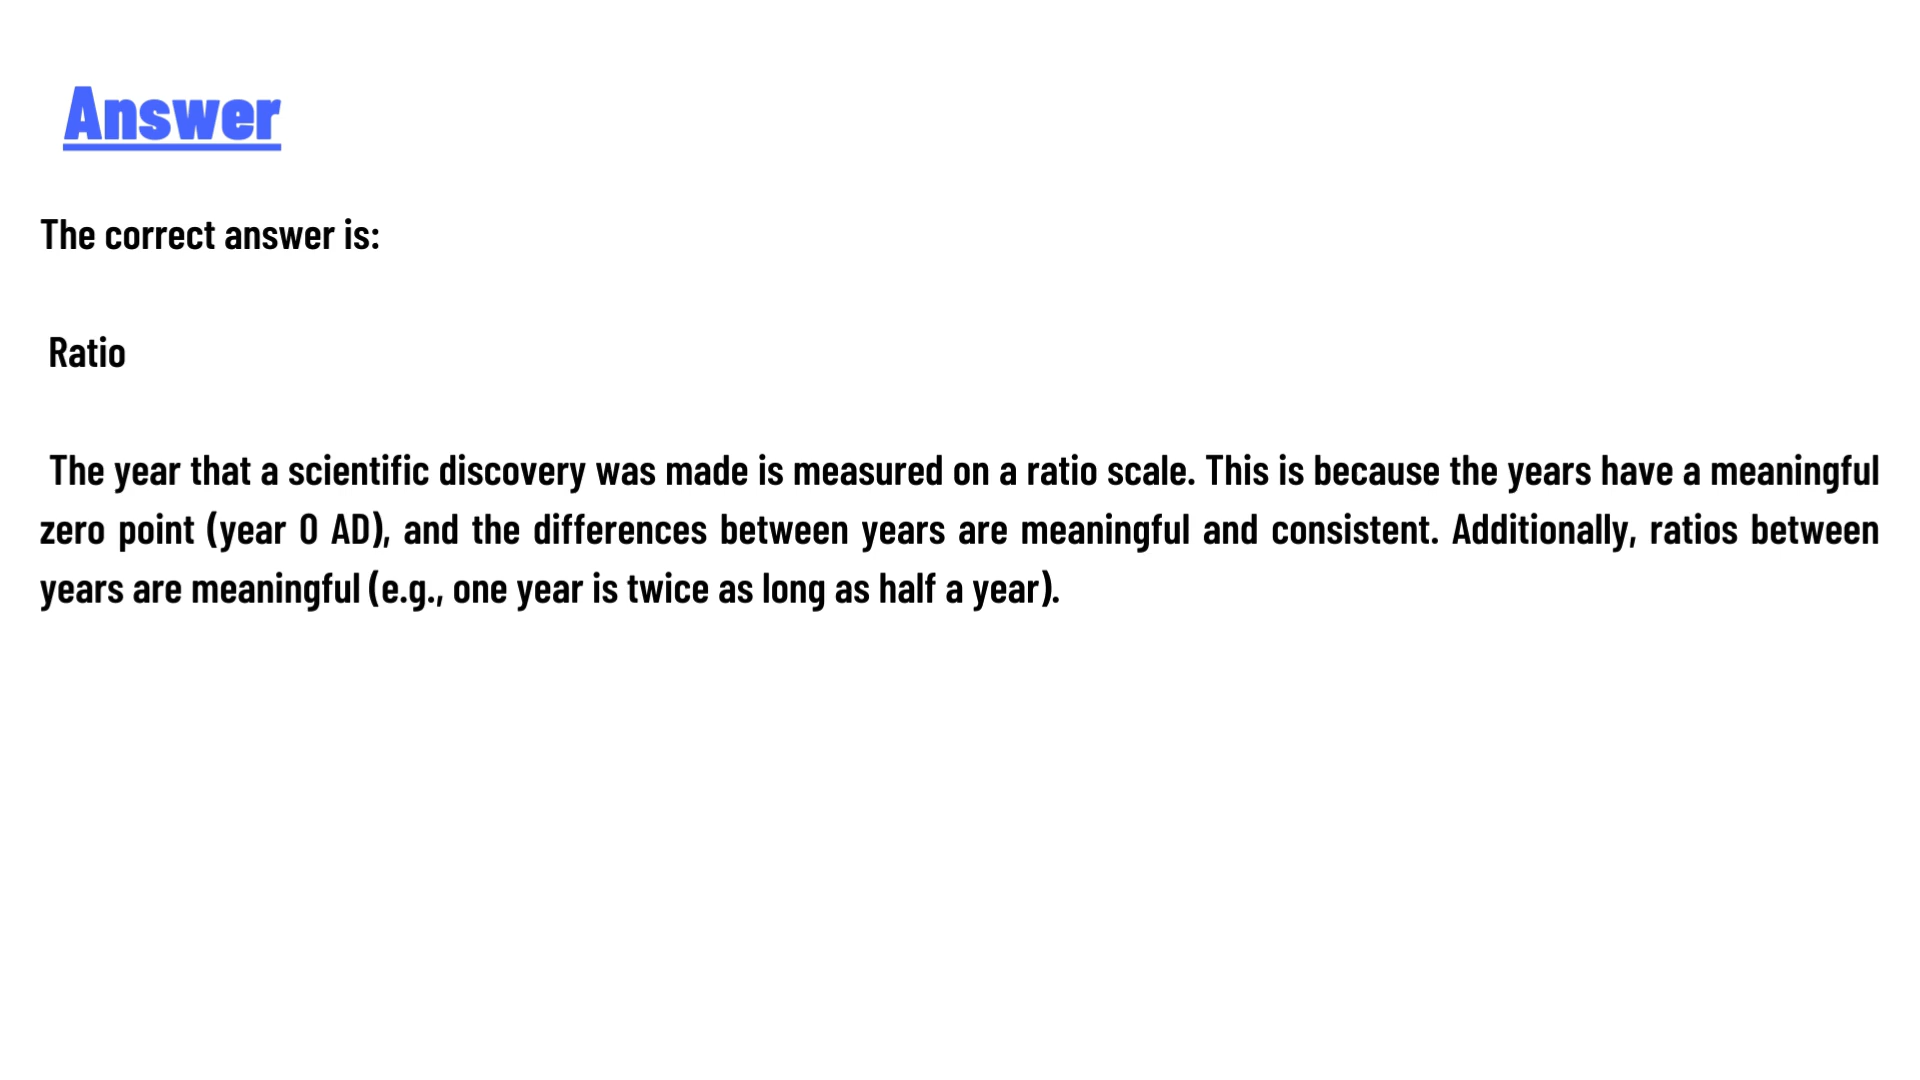 Answer
The correct answer is:
Ratio
The year that a scientific discovery was made is measured on a ratio scale. This is because the years have a meaningful
zero point (year 0 AD), and the differences between years are meaningful and consistent. Additionally, ratios between
years are meaningful (e.g., one year is twice as long as half a year).